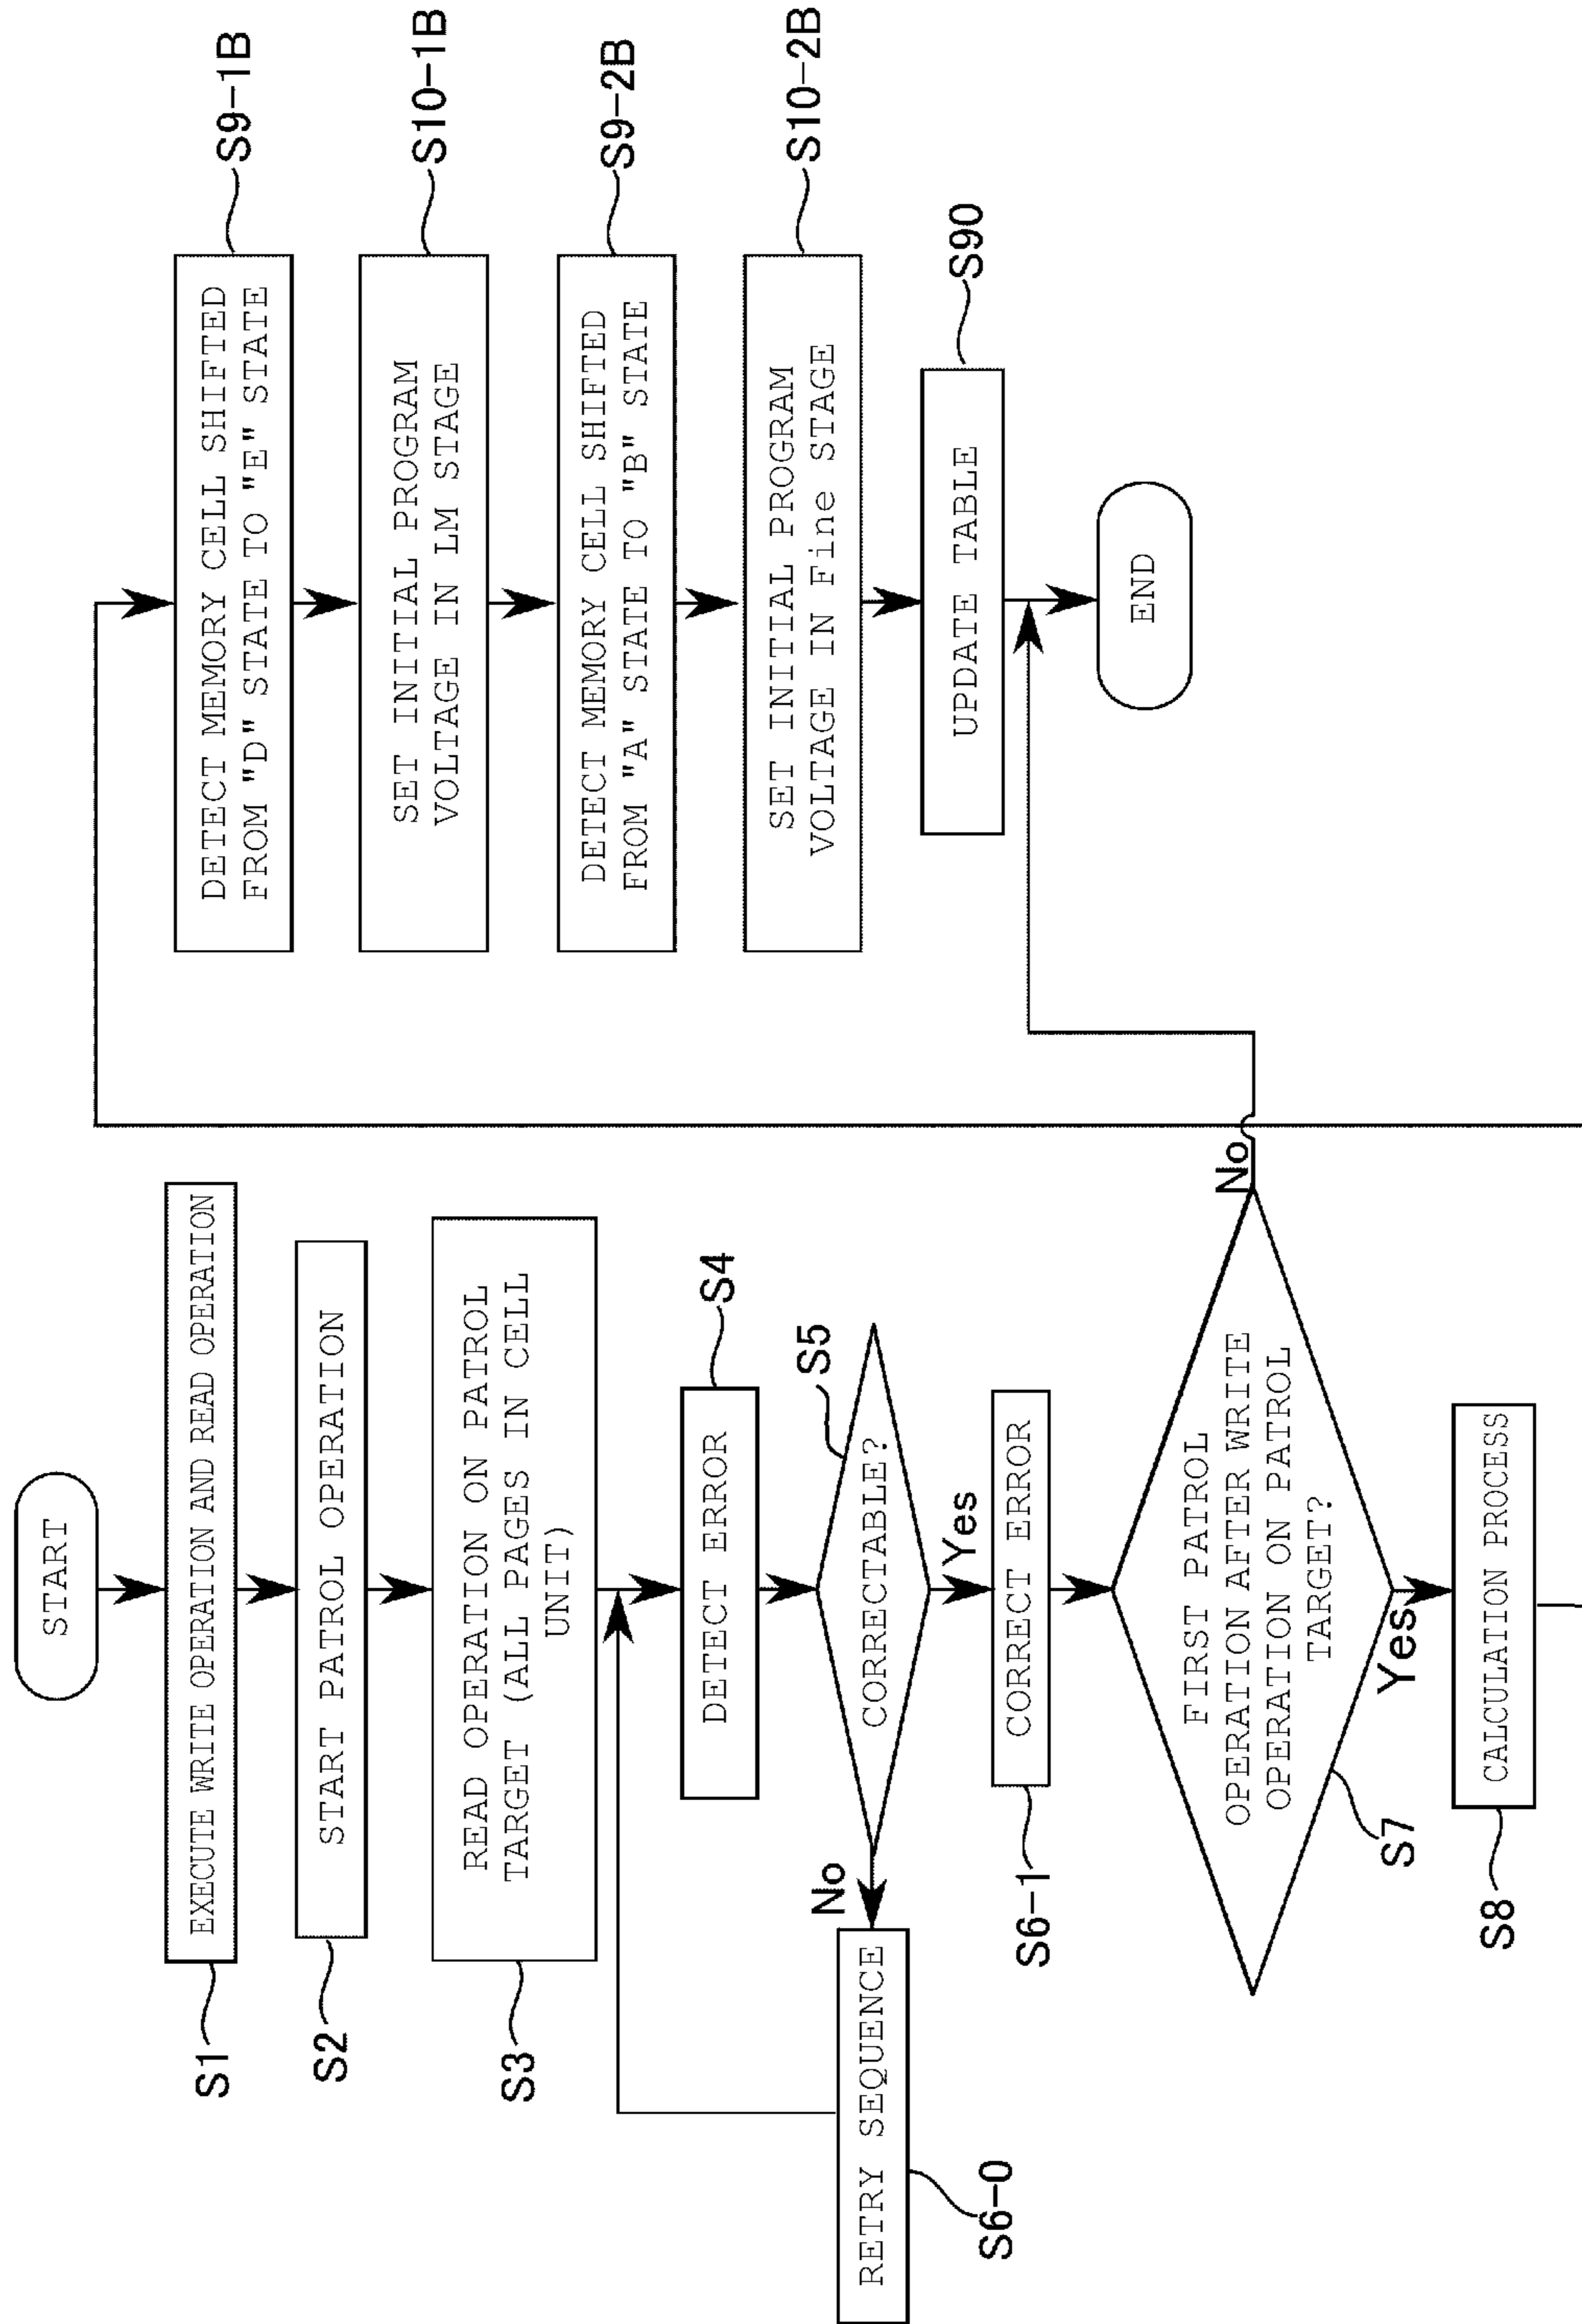 START
EXECUTE WRITE OPERATION AND READ OPERATION
S1
START PATROL OPERATION
S2
READ OPERATION ON PATROL
TARGET (ALL PAGES IN CELL
UNIT)
S3
DETECT ERROR
S4
CORRECTABLE?
S5
No
Yes
RETRY SEQUENCE
S6-0
CORRECT ERROR
S6-1
FIRST PATROL
OPERATION AFTER WRITE
OPERATION ON PATROL
TARGET?
S7
No
Yes
CALCULATION PROCESS
S8
DETECT MEMORY CELL SHIFTED
FROM "D" STATE TO "E" STATE
S9-1B
SET INITIAL PROGRAM
VOLTAGE IN LM STAGE
S10-1B
DETECT MEMORY CELL SHIFTED
FROM "A" STATE TO "B" STATE
S9-2B
SET INITIAL PROGRAM
VOLTAGE IN Fine STAGE
S10-2B
UPDATE TABLE
S90
END